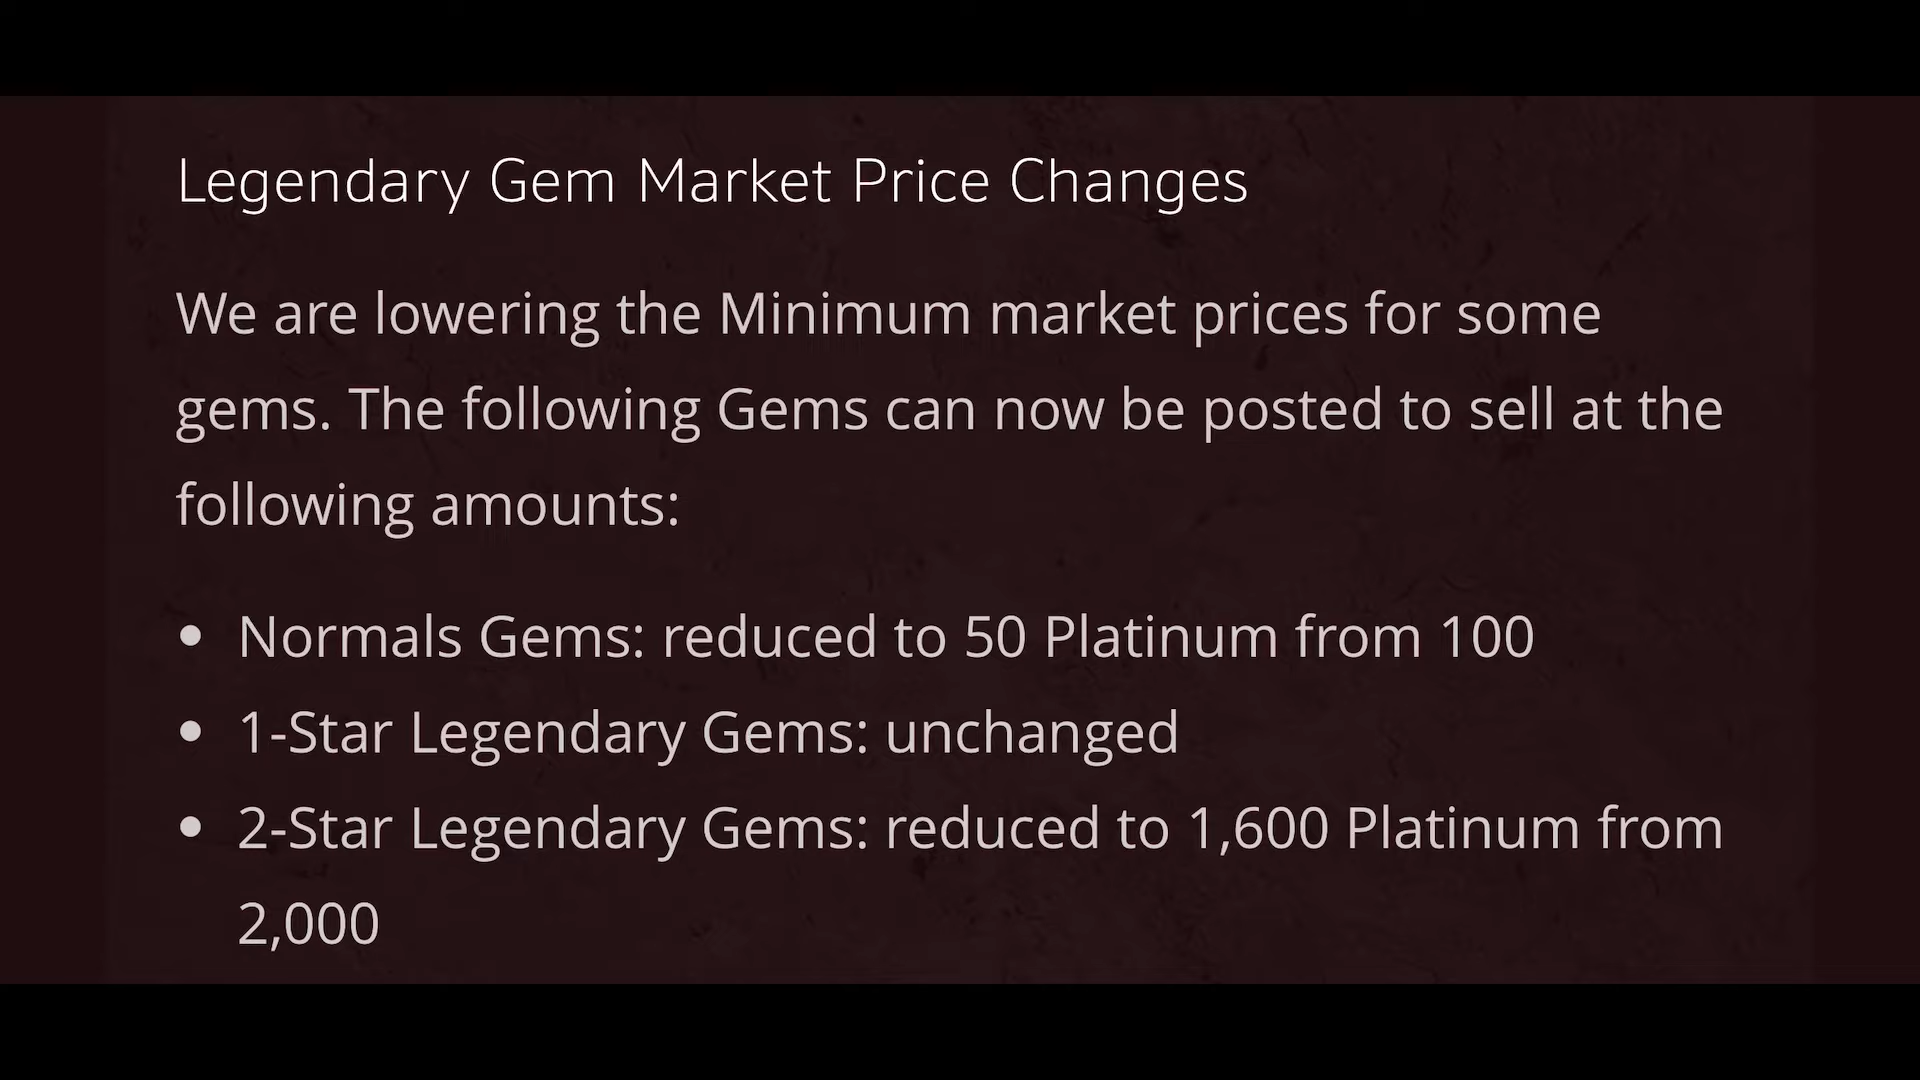 Legendary Gem Market Price Changes
We are lowering the Minimum market prices for some
gems. The following Gems can now be posted to sell at the
following amounts:
• Normals Gems: reduced to 50 Platinum from 100
• 1-Star Legendary Gems: unchanged
• 2-Star Legendary Gems: reduced to 1,600 Platinum from
2,000